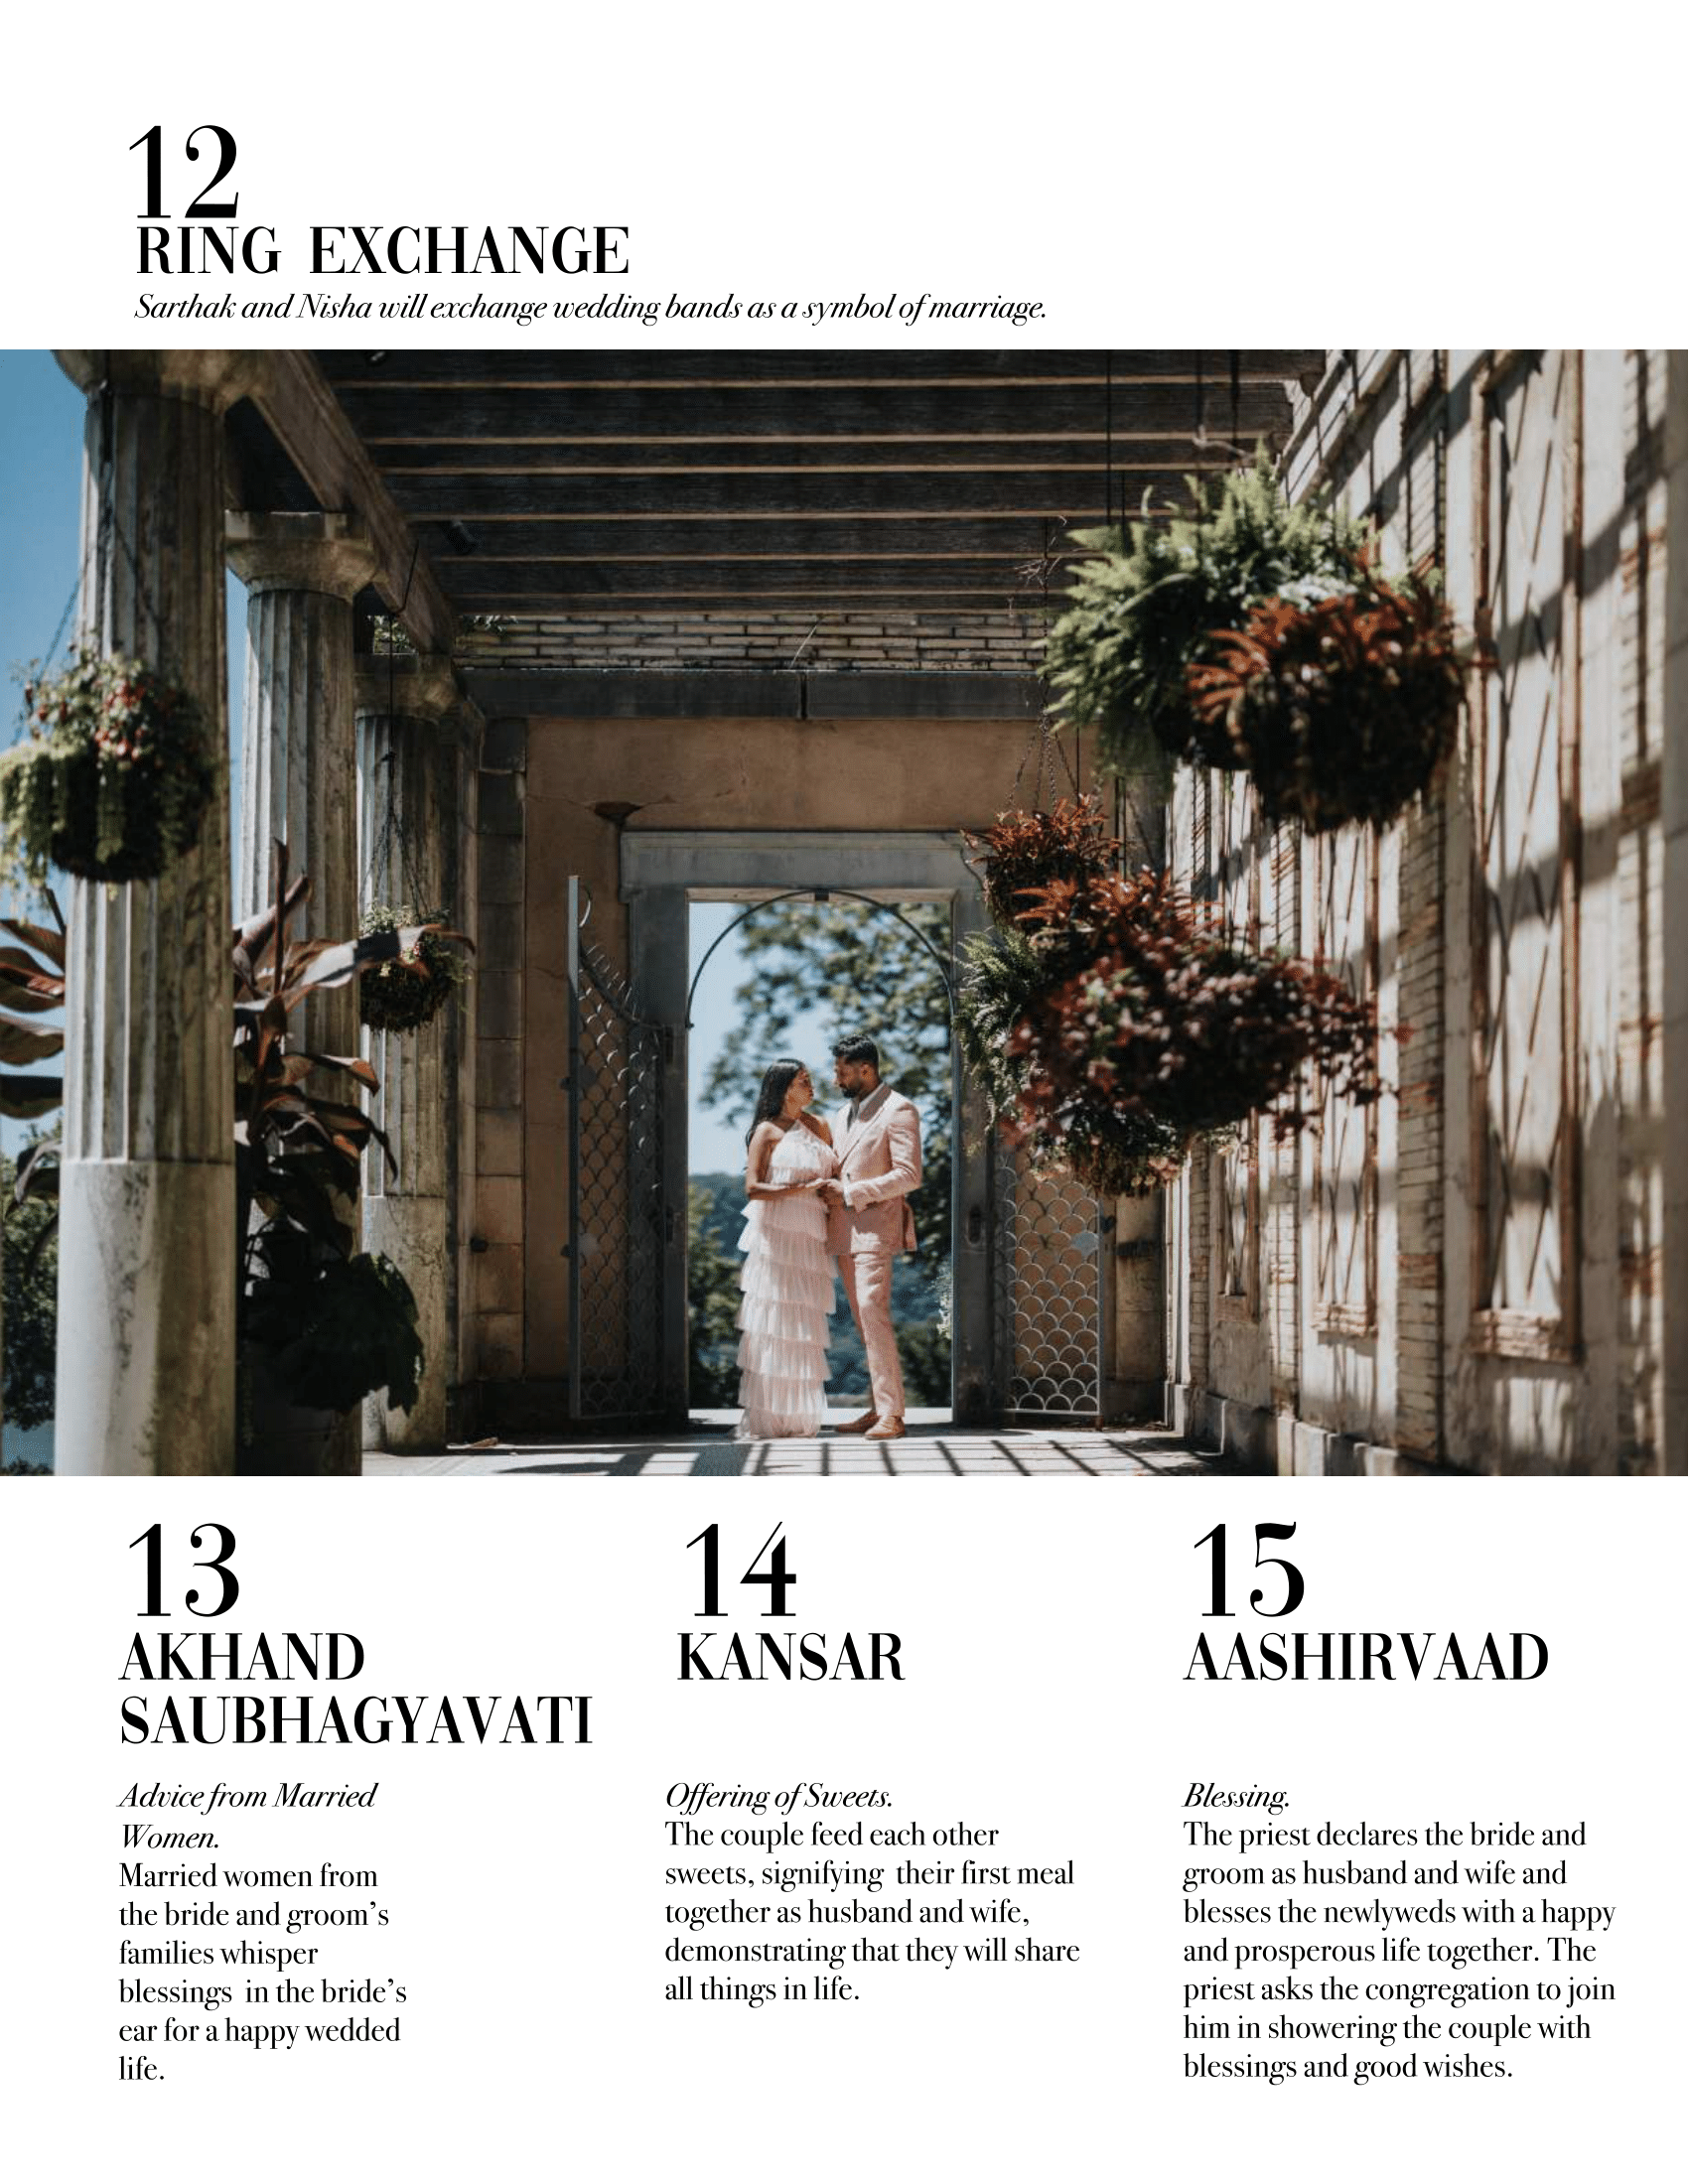 12
RING EXCHANGE
Sarthak and Nisha will exchange wedding bands as a symbol of marriage.
13
AKHAND
SAUBHAGYAVATI
Advice from Married
Women.
Married women from
the bride and groom's
families whisper
blessings in the bride's
ear for a happy wedded
life.
14
KANSAR
Offering of Sweets.
The couple feed each other
sweets, signifying their first meal
together as husband and wife,
demonstrating that they will share
all things in life.
15
AASHIRVAAD
Blessing.
The priest declares the bride and
groom as husband and wife and
blesses the newlyweds with a happy
and prosperous life together. The
priest asks the congregation to join
him in showering the couple with
blessings and good wishes.